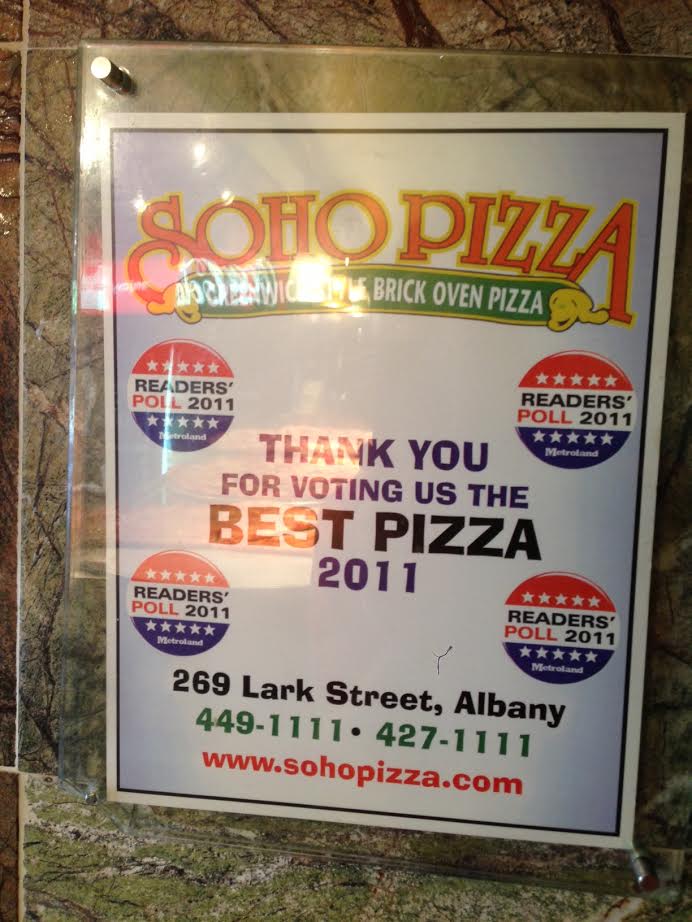 SOHO PIZZA
BRICK OVEN PIZZA
READERS'
POLL 2011
Metroland
READERS'
POLL 2011
Metroland
THANK YOU
FOR VOTING US THE
BEST PIZZA
2011
READERS'
POLL 2011
Metroland
READERS'
POLL 2011
Metroland
269 Lark Street, Albany
449-1111 • 427-1111
www.sohopizza.com